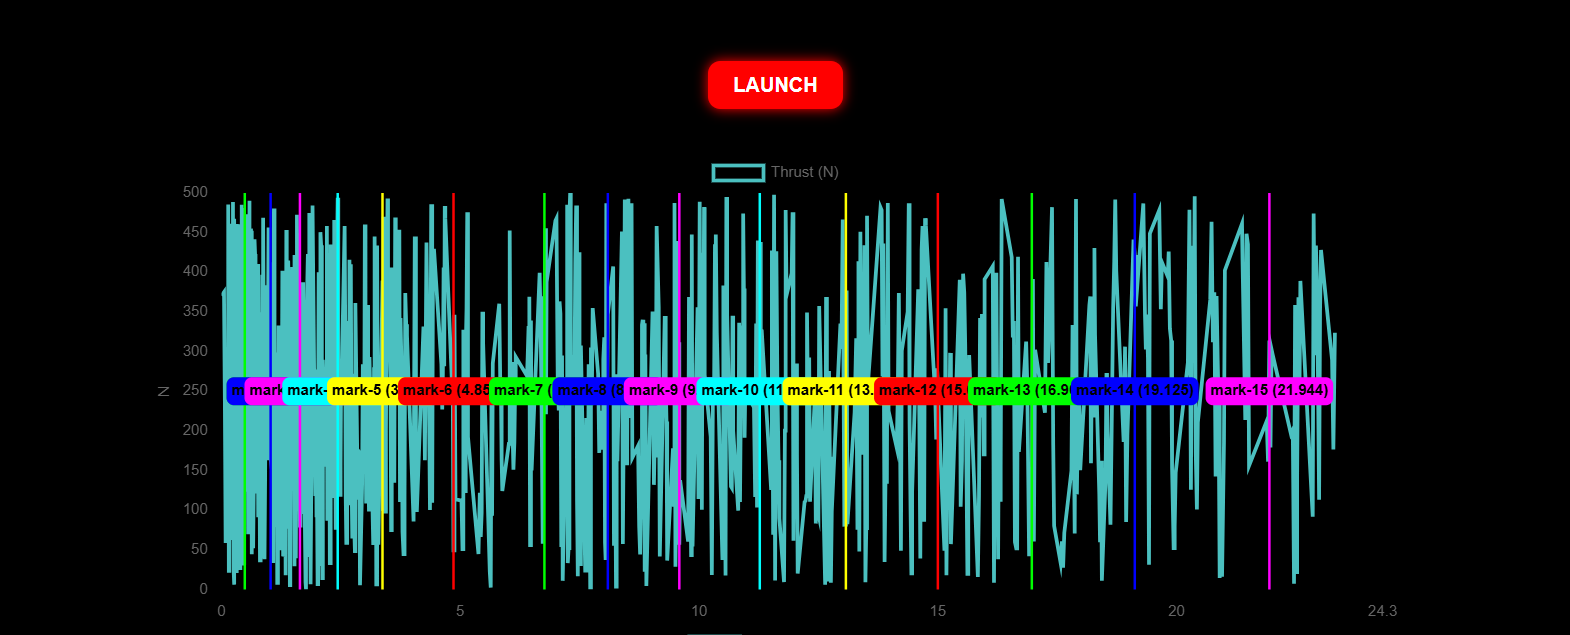 LAUNCH
Thrust (N)
500
450
400
350
300
250
200
150
100
50
0
N
mark- mark-5 (3 mark-6 (4.85 mark-7 ( mark-8 (8 mark-9 (9 mark-10 (11 mark-11 (13. mark-12 (15. mark-13 (16.9 mark-14 (19.125) mark-15 (21.944)
0 5 10 15 20 24.3